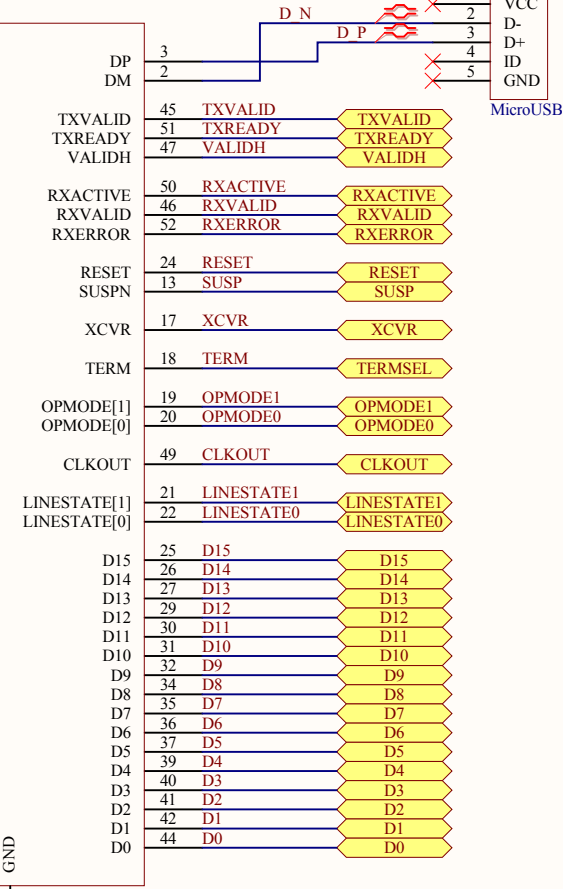 VCC
D_N 2 D-
D_P 3 D+
DP 3 4 ID
DM 2 5 GND
MicroUSB
TXVALID 45 TXVALID TXVALID
TXREADY 51 TXREADY TXREADY
VALIDH 47 VALIDH VALIDH
RXACTIVE 50 RXACTIVE RXACTIVE
RXVALID 46 RXVALID RXVALID
RXERROR 52 RXERROR RXERROR
RESET 24 RESET RESET
SUSPN 13 SUSP SUSP
XCVR 17 XCVR XCVR
TERM 18 TERM TERMSEL
OPMODE[1] 19 OPMODE1 OPMODE1
OPMODE[0] 20 OPMODE0 OPMODE0
CLKOUT 49 CLKOUT CLKOUT
LINESTATE[1] 21 LINESTATE1 LINESTATE1
LINESTATE[0] 22 LINESTATE0 LINESTATE0
D15 25 D15 D15
D14 26 D14 D14
D13 27 D13 D13
D12 29 D12 D12
D11 30 D11 D11
D10 31 D10 D10
D9 32 D9 D9
D8 34 D8 D8
D7 35 D7 D7
D6 36 D6 D6
D5 37 D5 D5
D4 39 D4 D4
D3 40 D3 D3
D2 41 D2 D2
D1 42 D1 D1
D0 44 D0 D0
GND